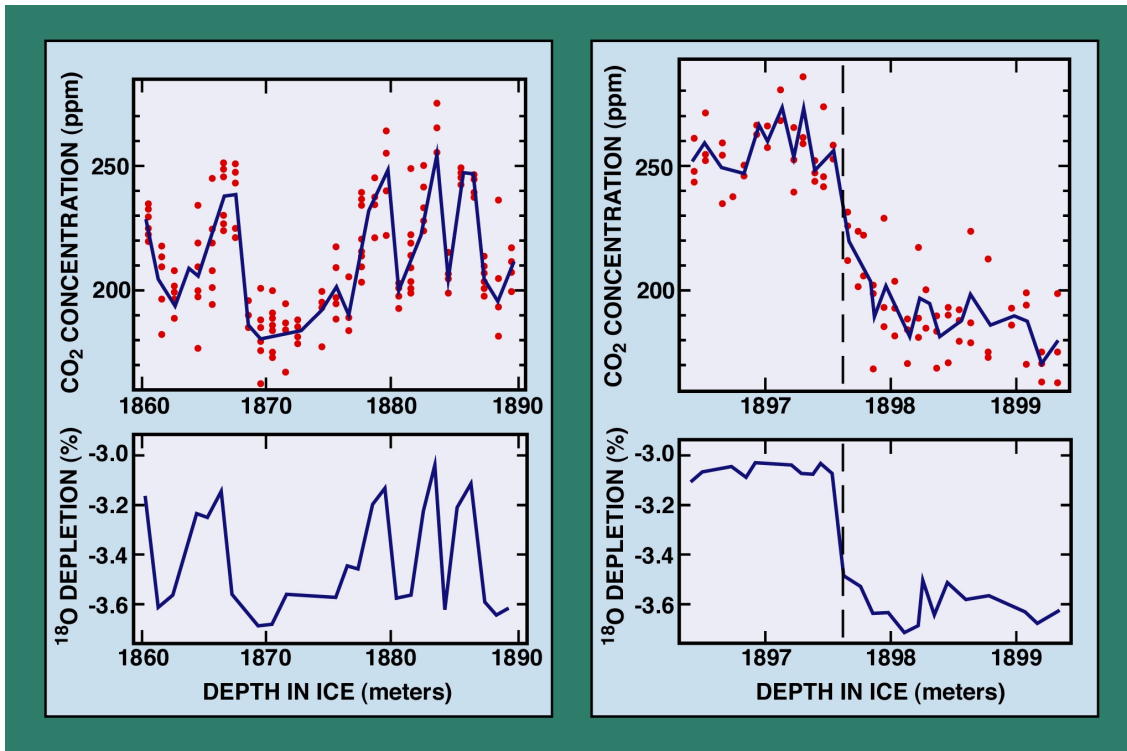 CO₂ CONCENTRATION (ppm)
250
200
1860 1870 1880 1890
¹⁸O DEPLETION (%)
-3.0
-3.2
-3.4
-3.6
1860 1870 1880 1890
DEPTH IN ICE (meters)
CO₂ CONCENTRATION (ppm)
250
200
1897 1898 1899
¹⁸O DEPLETION (%)
-3.0
-3.2
-3.4
-3.6
1897 1898 1899
DEPTH IN ICE (meters)